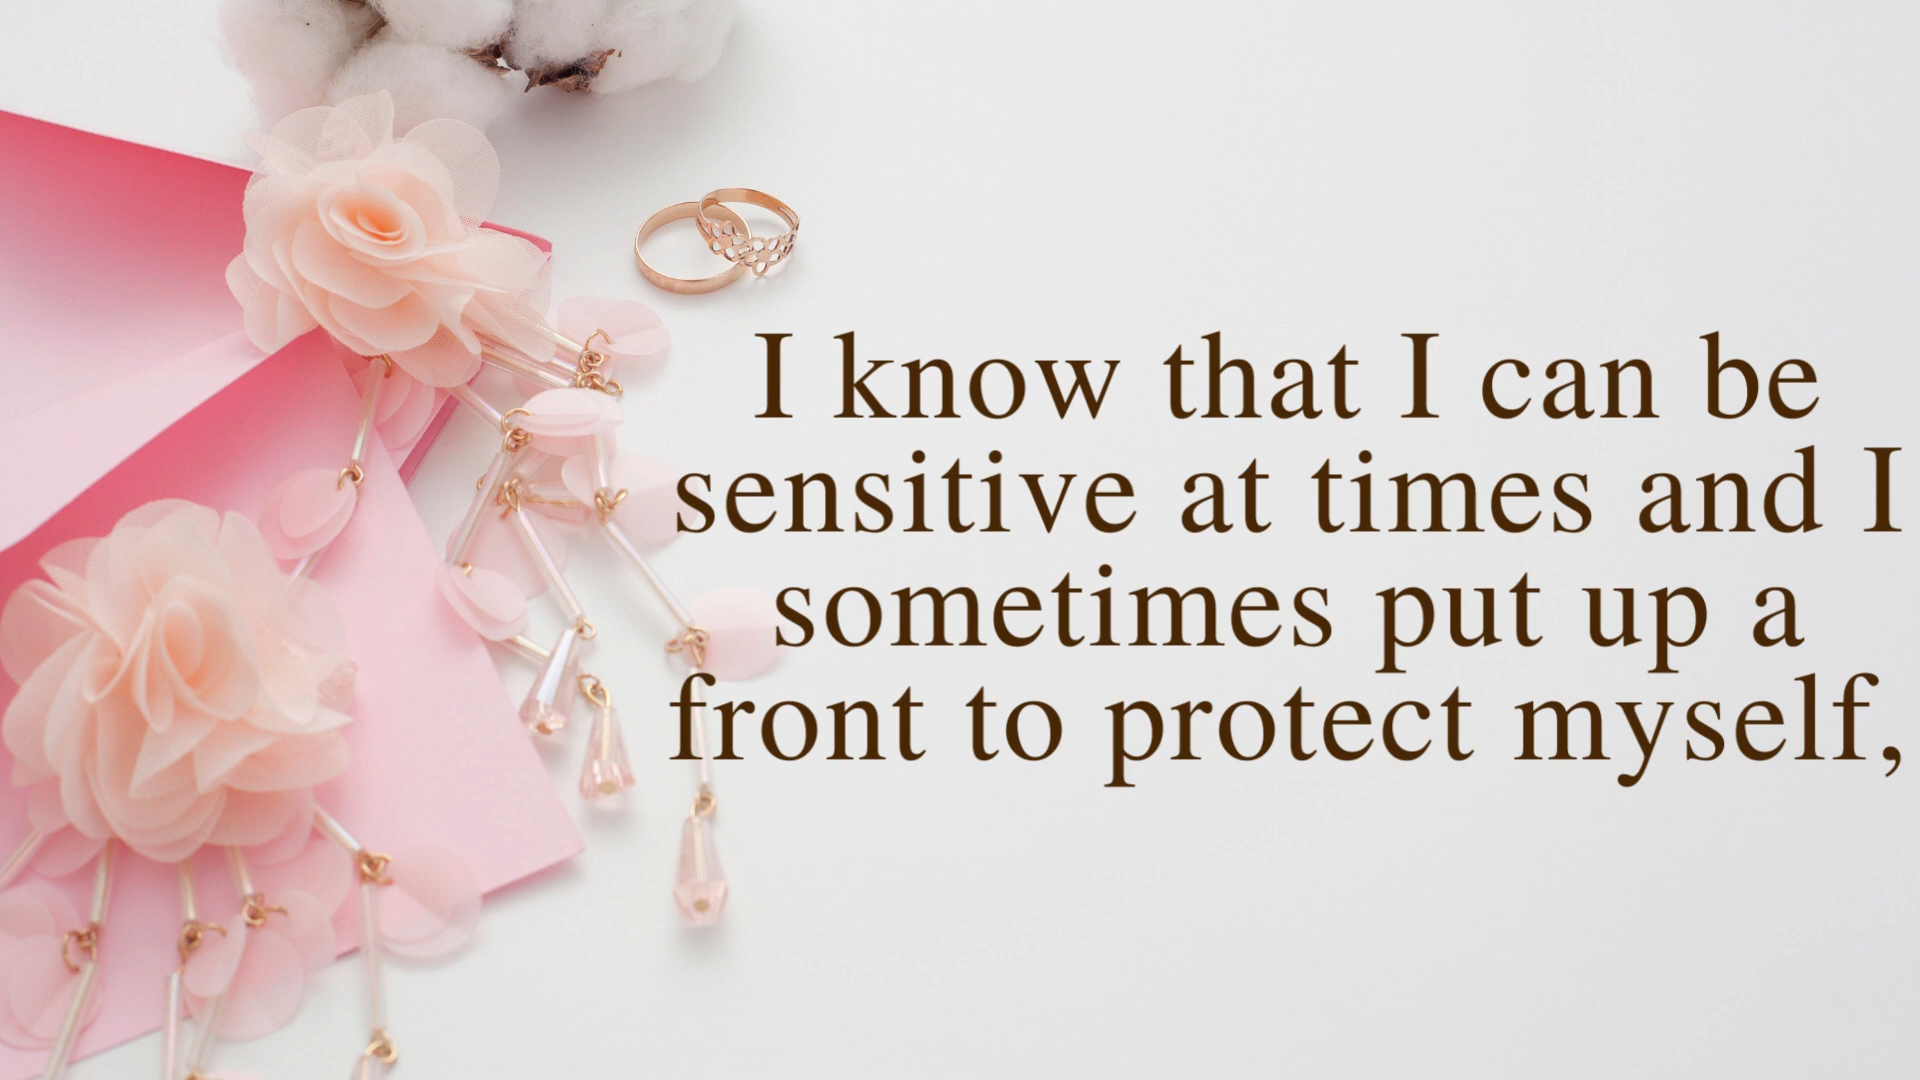 I know that I can be
sensitive at times and I
sometimes put up a
front to protect myself,